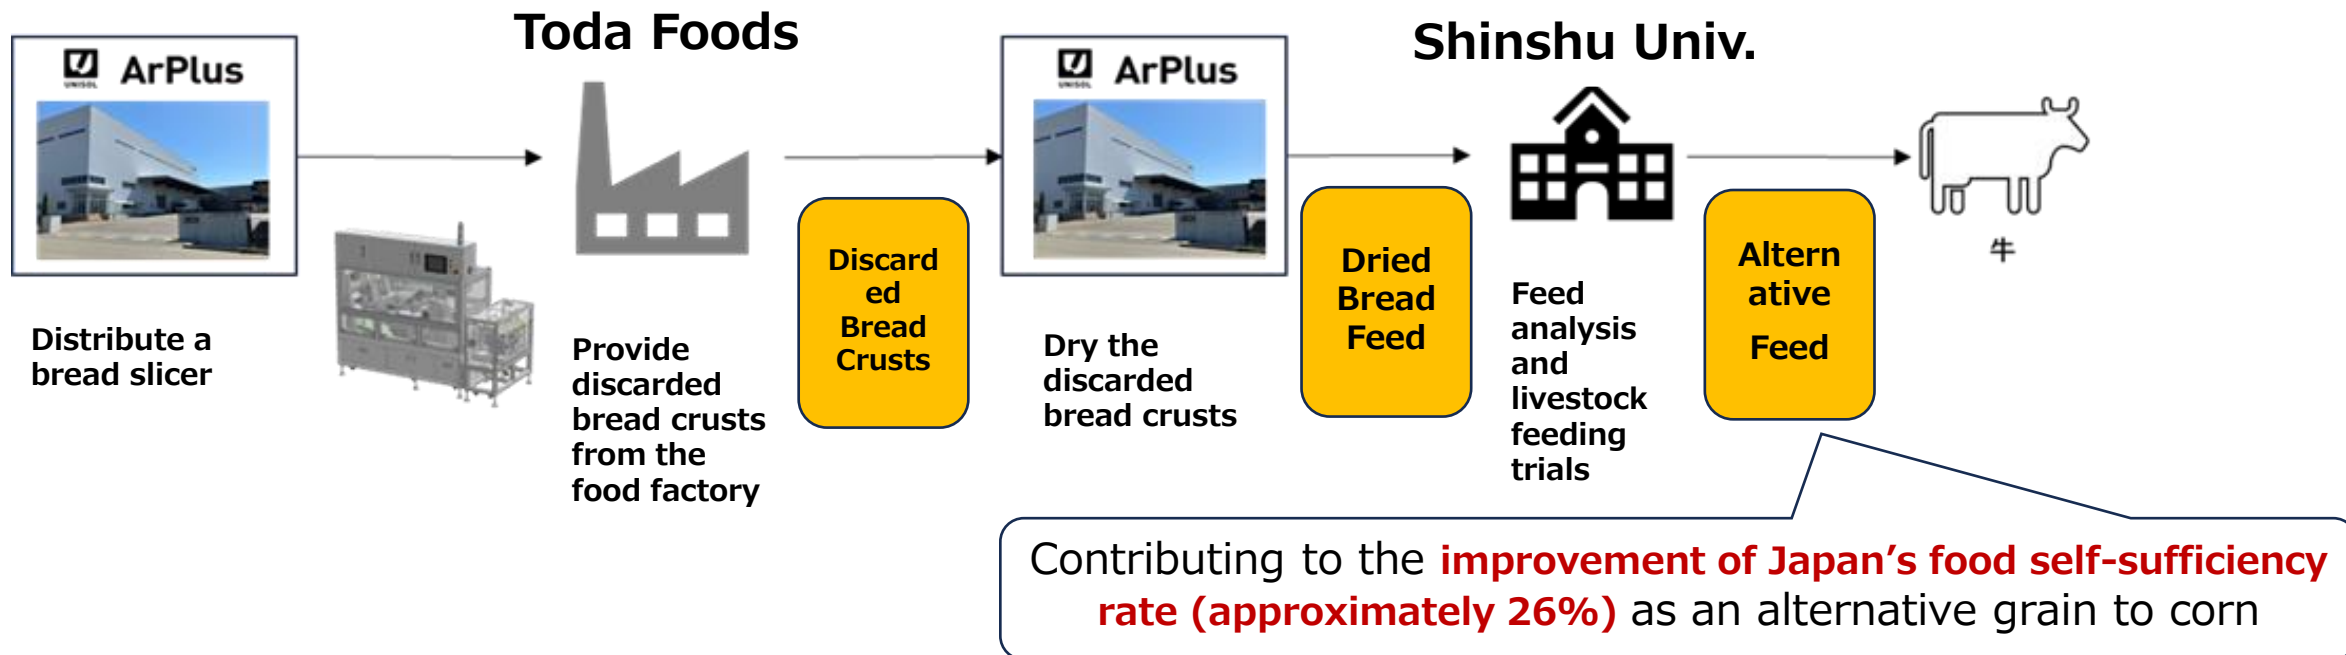 UNISOL
ArPlus
Distribute a
bread slicer
Toda Foods
Provide
discarded
bread crusts
from the
food factory
Discard
ed
Bread
Crusts
UNISOL
ArPlus
Dry the
discarded
bread crusts
Dried
Bread
Feed
Shinshu Univ.
Feed
analysis
and
livestock
feeding
trials
Altern
ative
Feed
牛
Contributing to the improvement of Japan’s food self-sufficiency
rate (approximately 26%) as an alternative grain to corn